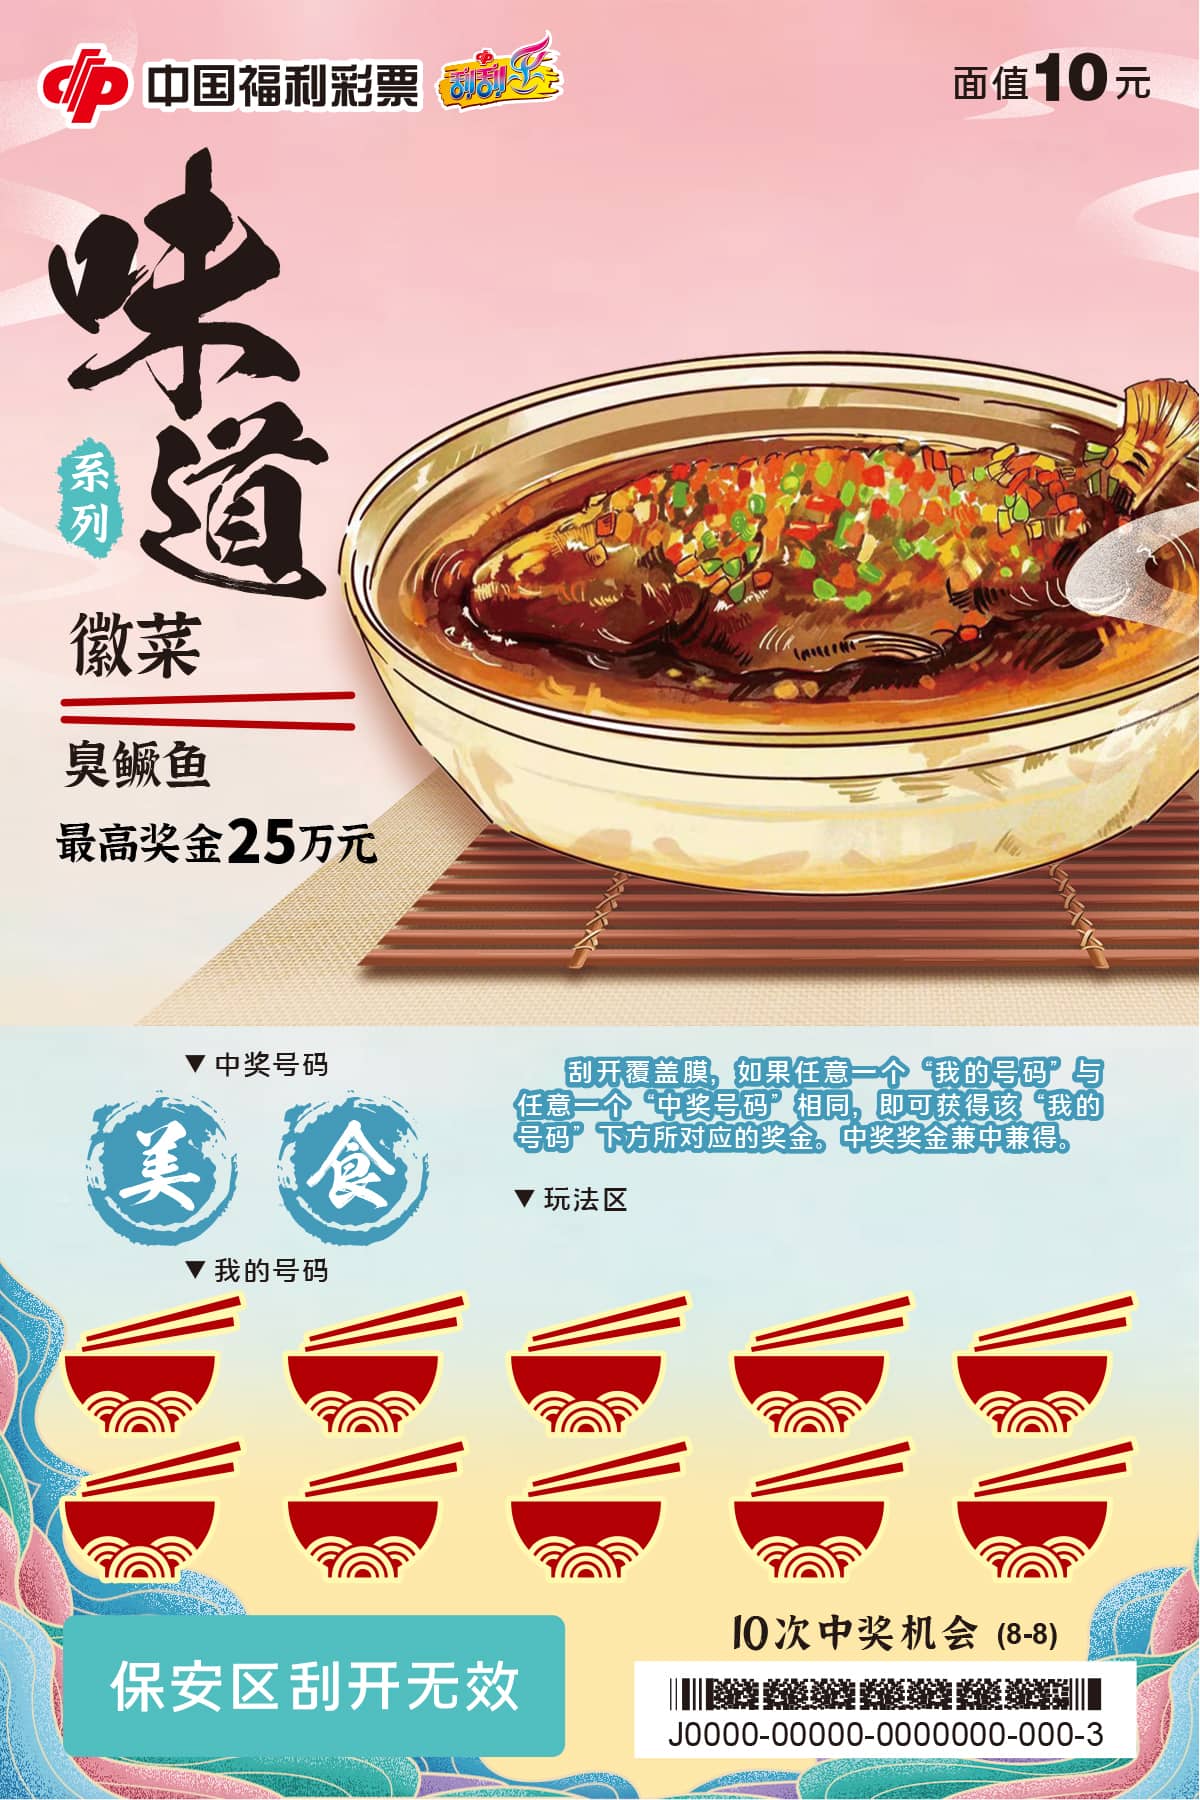 中国福利彩票 刮刮乐
面值10元
味道
系列
徽菜
臭鳜鱼
最高奖金25万元
▼中奖号码
美 食
刮开覆盖膜，如果任意一个“我的号码”与
任意一个“中奖号码”相同，即可获得该“我的
号码”下方所对应的奖金。中奖奖金兼中兼得。
▼玩法区
▼我的号码
保安区刮开无效
10次中奖机会 (8-8)
J0000-00000-0000000-000-3